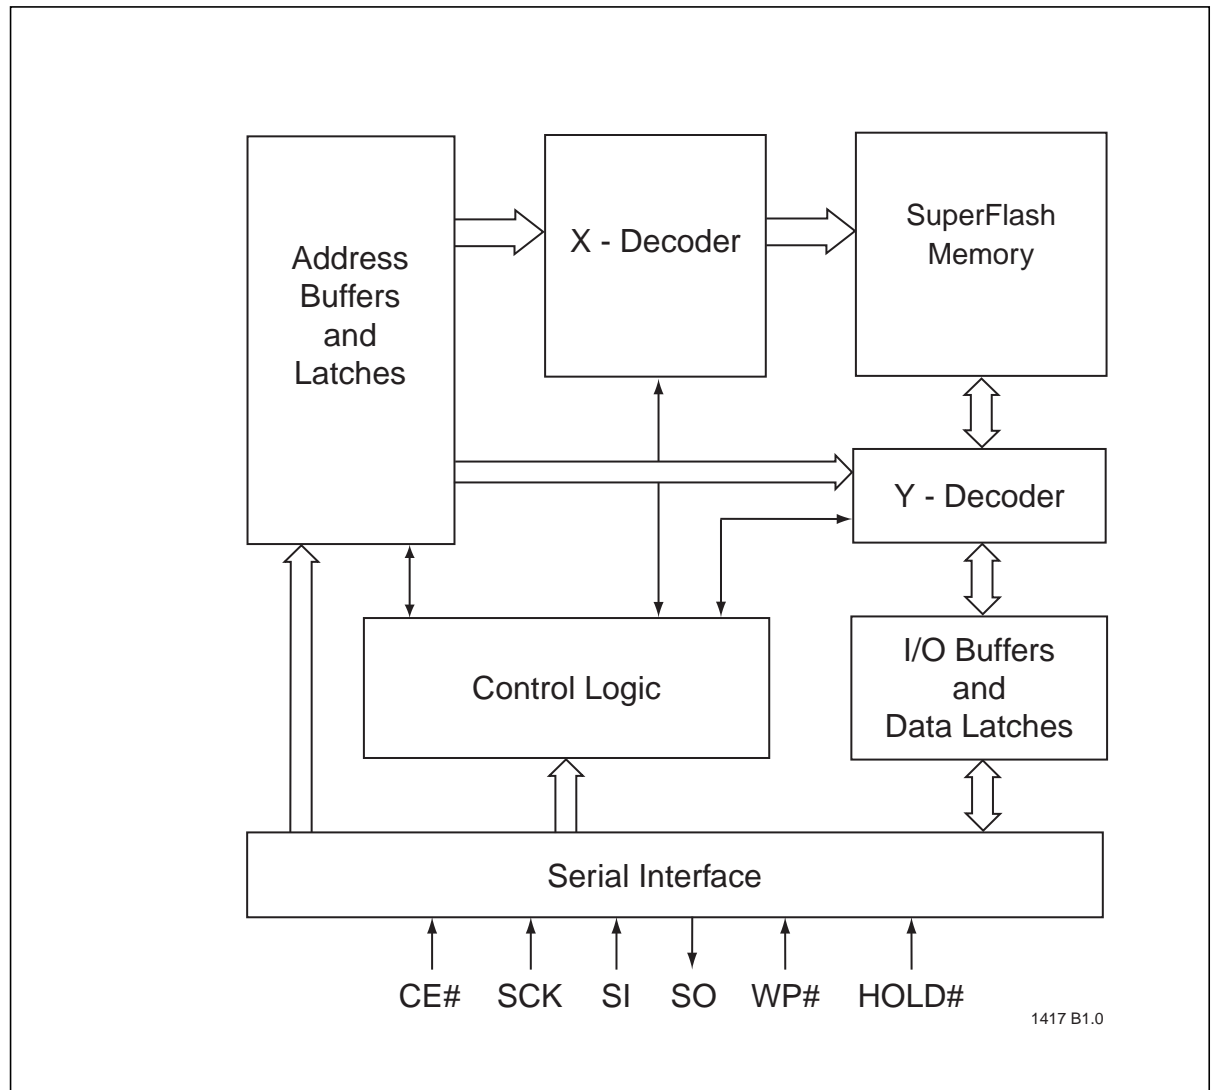 Address
Buffers
and
Latches
X - Decoder
SuperFlash
Memory
Y - Decoder
Control Logic
I/O Buffers
and
Data Latches
Serial Interface
CE# SCK SI SO WP# HOLD#
1417 B1.0